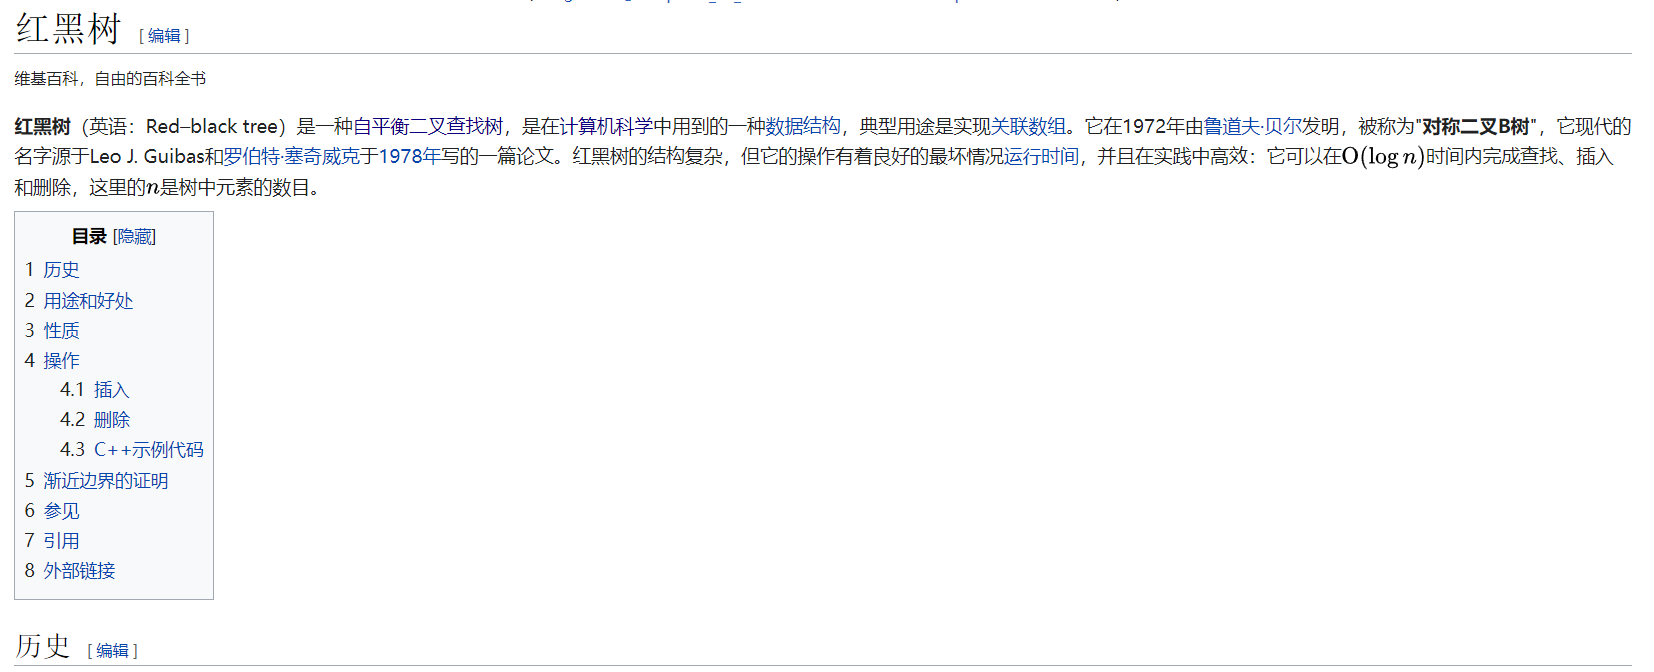 红黑树 [编辑]
维基百科，自由的百科全书
红黑树（英语：Red–black tree）是一种自平衡二叉查找树，是在计算机科学中用到的一种数据结构，典型用途是实现关联数组。它在1972年由鲁道夫·贝尔发明，被称为"对称二叉B树"，它现代的
名字源于Leo J. Guibas和罗伯特·塞奇威克于1978年写的一篇论文。红黑树的结构复杂，但它的操作有着良好的最坏情况运行时间，并且在实践中高效：它可以在O(log n)时间内完成查找、插入
和删除，这里的n是树中元素的数目。
目录 [隐藏]
1 历史
2 用途和好处
3 性质
4 操作
4.1 插入
4.2 删除
4.3 C++示例代码
5 渐近边界的证明
6 参见
7 引用
8 外部链接
历史 [编辑]